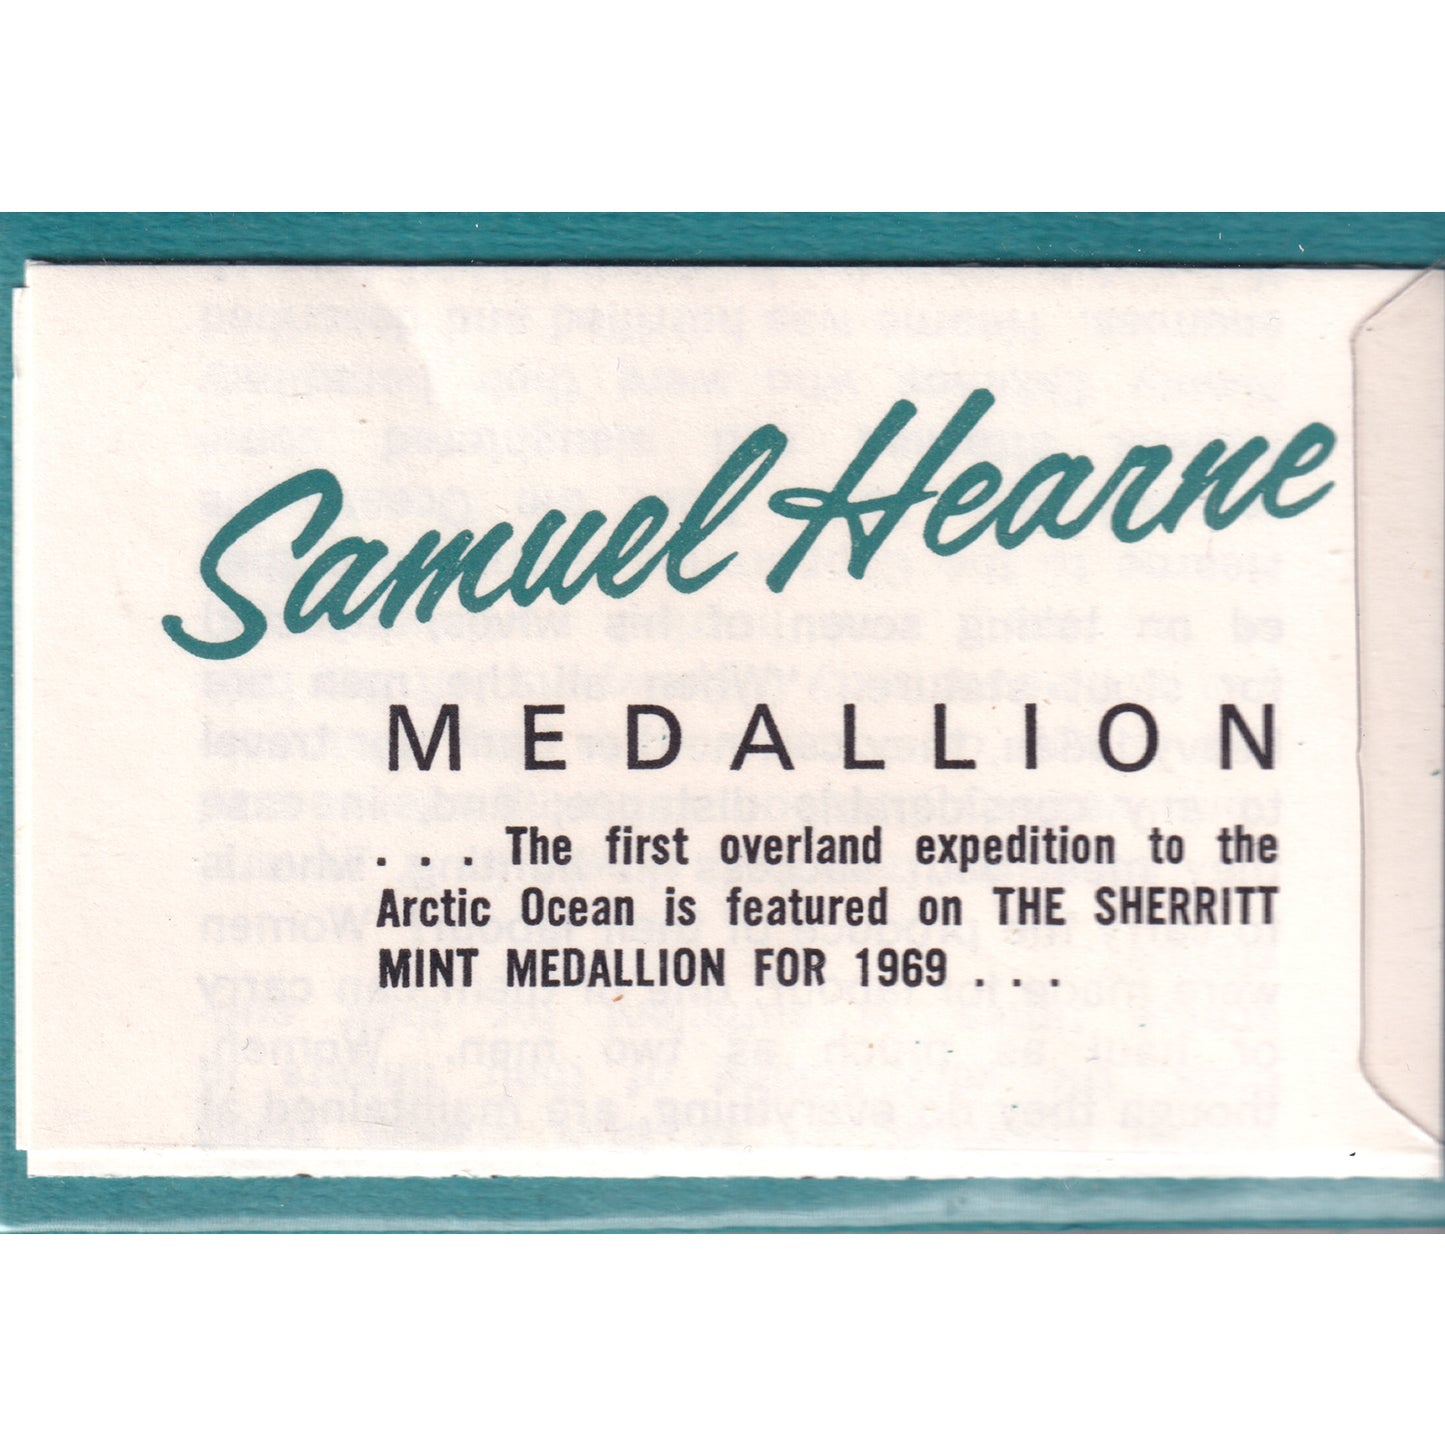 Samuel Hearne
MEDALLION
. . . The first overland expedition to the
Arctic Ocean is featured on THE SHERRITT
MINT MEDALLION FOR 1969 . . .